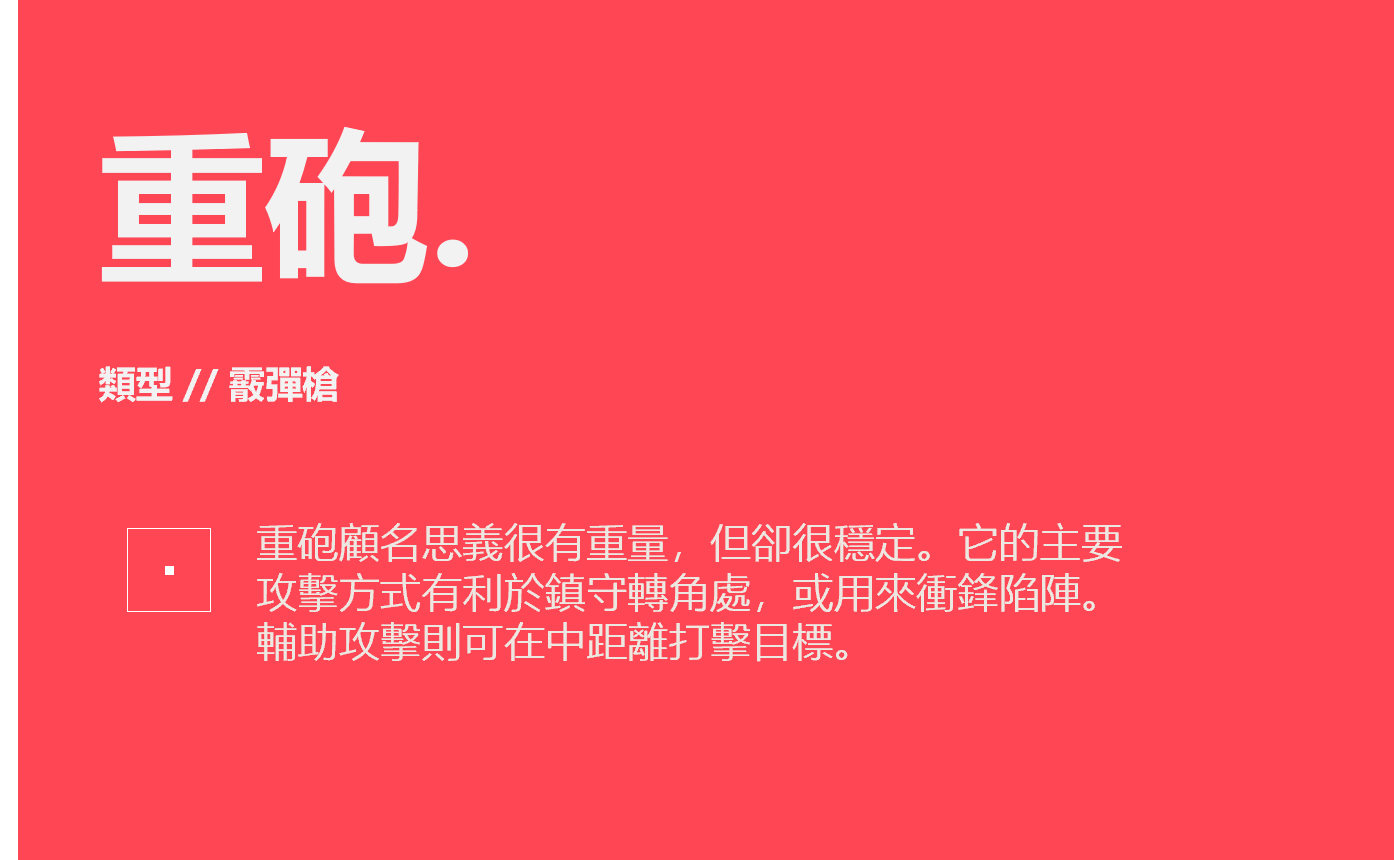 重砲.
類型 // 霰彈槍
重砲顧名思義很有重量，但卻很穩定。它的主要
攻擊方式有利於鎮守轉角處，或用來衝鋒陷陣。
輔助攻擊則可在中距離打擊目標。